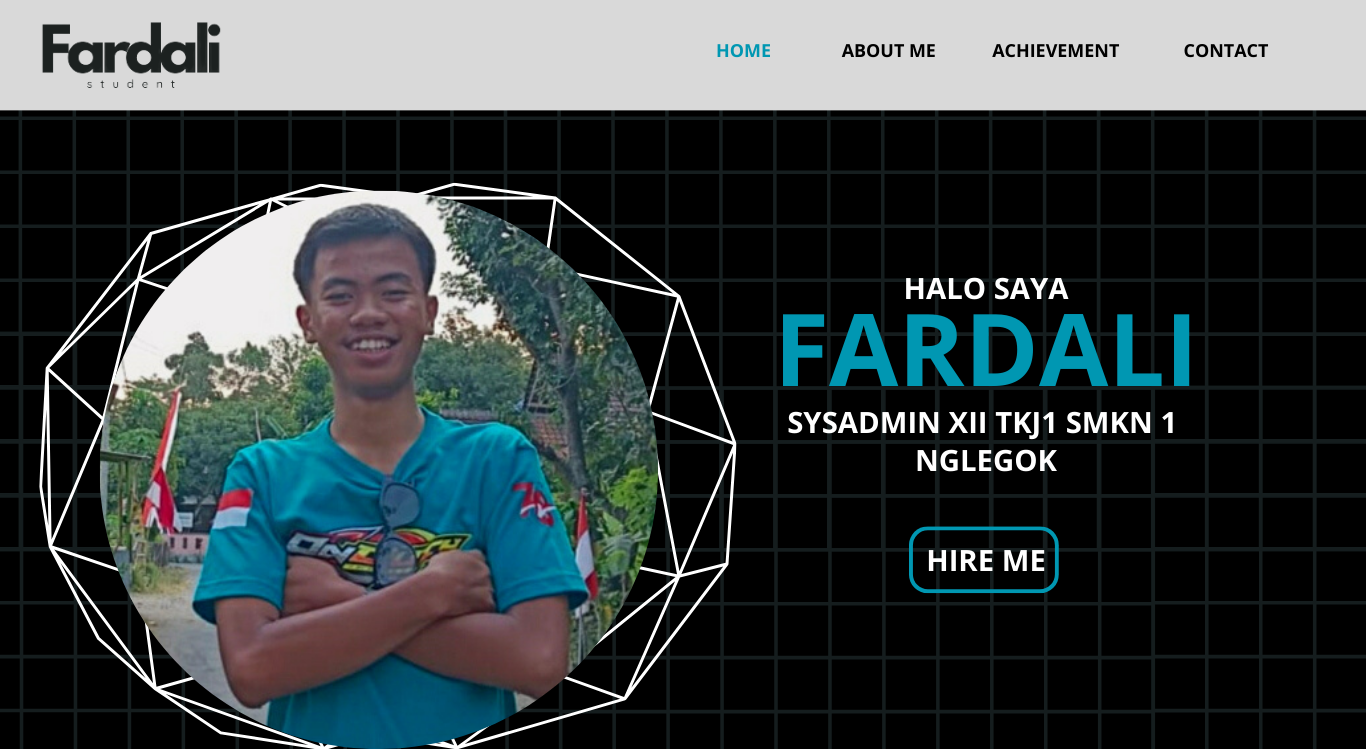 Fardali
student
HOME ABOUT ME ACHIEVEMENT CONTACT
HALO SAYA
FARDALI
SYSADMIN XII TKJ1 SMKN 1
NGLEGOK
HIRE ME